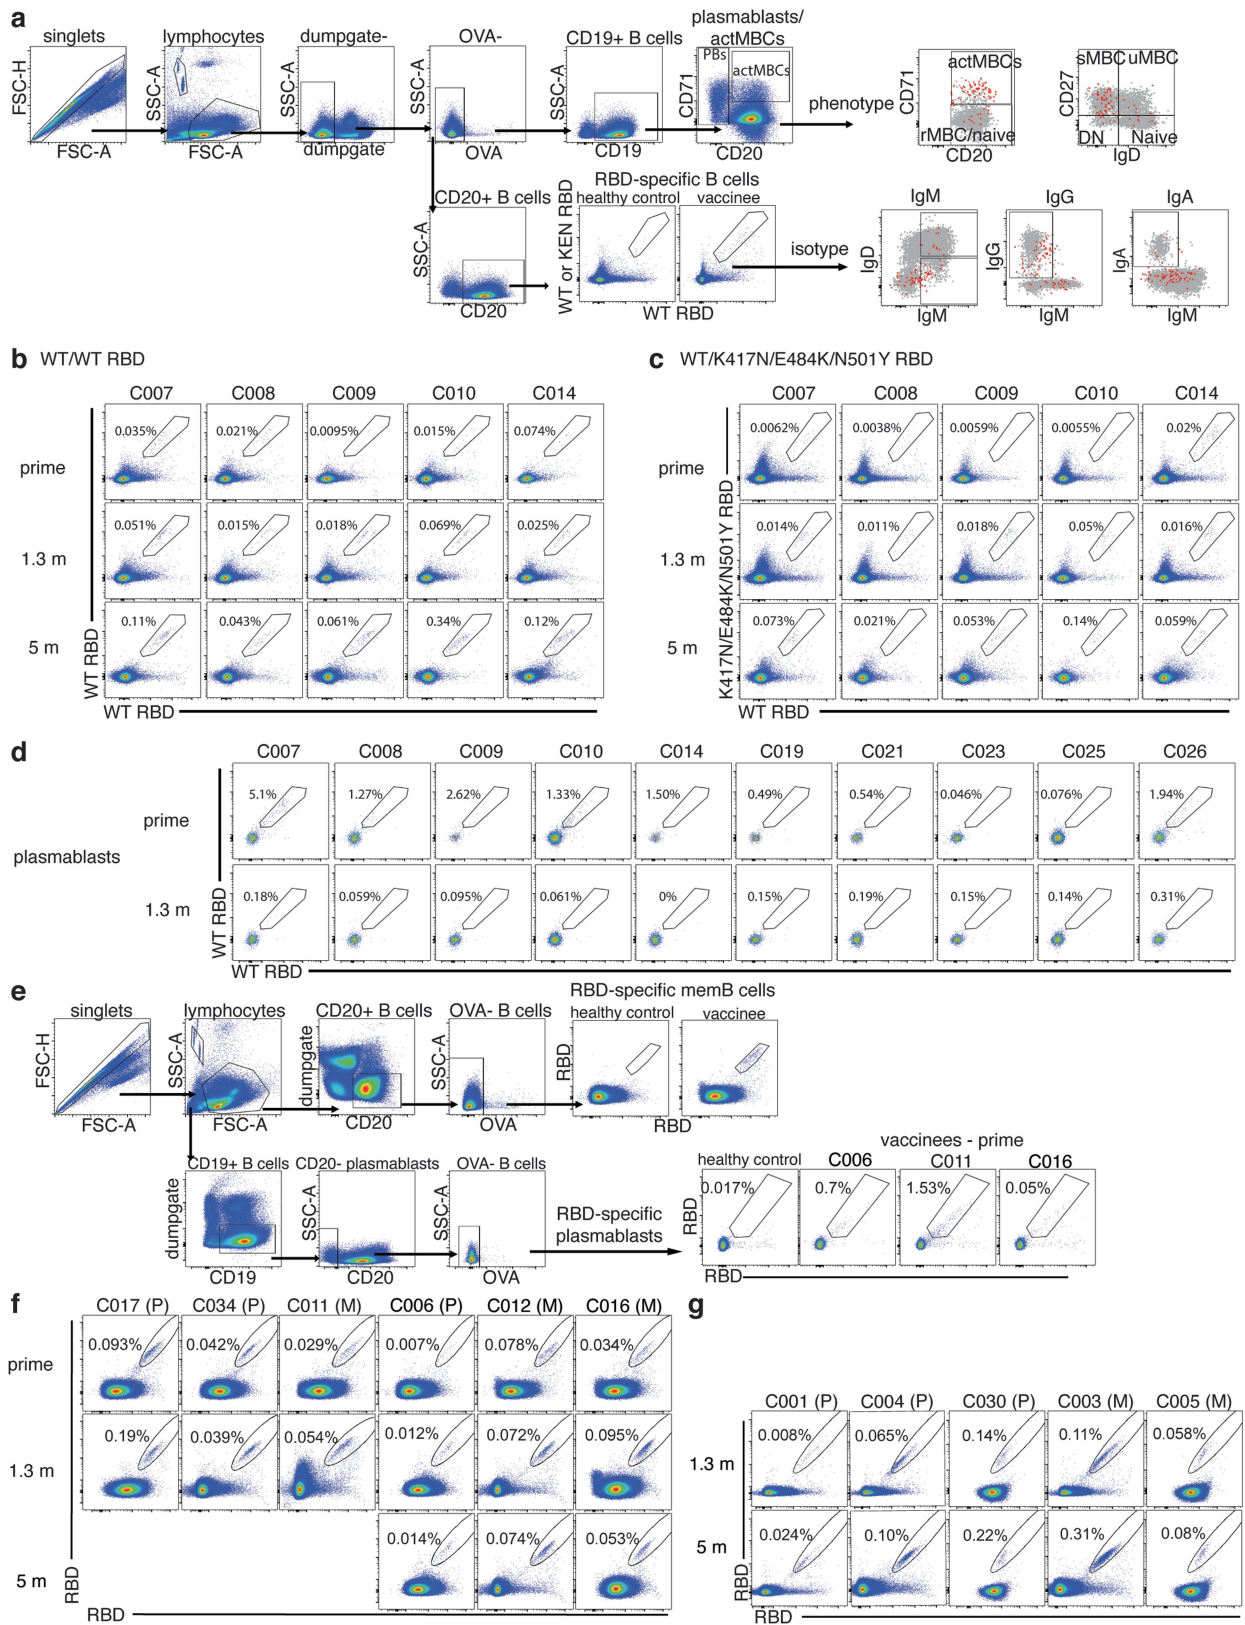 a
singlets
lymphocytes
dumpgate-
OVA-
CD19+ B cells
plasmablasts/
actMBCs
FSC-H
FSC-A
SSC-A
FSC-A
SSC-A
dumpgate
SSC-A
OVA
SSC-A
CD19
CD71
PBs
actMBCs
CD20
phenotype
CD71
actMBCs
rMBC/naive
CD20
CD27
sMBC
uMBC
DN
Naive
IgD
CD20+ B cells
SSC-A
CD20
RBD-specific B cells
healthy control
vaccinee
WT or KEN RBD
WT RBD
isotype
IgM
IgG
IgA
IgD
IgM
IgG
IgM
IgA
IgM
b WT/WT RBD
C007 C008 C009 C010 C014
prime
0.035% 0.021% 0.0095% 0.015% 0.074%
1.3 m
0.051% 0.015% 0.018% 0.069% 0.025%
5 m
0.11% 0.043% 0.061% 0.34% 0.12%
WT RBD
WT RBD
c WT/K417N/E484K/N501Y RBD
C007 C008 C009 C010 C014
prime
0.0062% 0.0038% 0.0059% 0.0055% 0.02%
1.3 m
0.014% 0.011% 0.018% 0.05% 0.016%
5 m
0.073% 0.021% 0.053% 0.14% 0.059%
K417N/E484K/N501Y RBD
WT RBD
d
C007 C008 C009 C010 C014 C019 C021 C023 C025 C026
plasmablasts
prime
5.1% 1.27% 2.62% 1.33% 1.50% 0.49% 0.54% 0.046% 0.076% 1.94%
1.3 m
0.18% 0.059% 0.095% 0.061% 0% 0.15% 0.19% 0.15% 0.14% 0.31%
WT RBD
WT RBD
e
singlets
lymphocytes
CD20+ B cells
OVA- B cells
RBD-specific memB cells
healthy control
vaccinee
FSC-H
FSC-A
SSC-A
FSC-A
dumpgate
CD20
SSC-A
OVA
RBD
RBD
CD19+ B cells
CD20- plasmablasts
OVA- B cells
dumpgate
CD19
SSC-A
CD20
SSC-A
OVA
RBD-specific
plasmablasts
vaccinees - prime
healthy control C006 C011 C016
0.017% 0.7% 1.53% 0.05%
RBD
RBD
f
C017 (P) C034 (P) C011 (M) C006 (P) C012 (M) C016 (M)
prime
0.093% 0.042% 0.029% 0.007% 0.078% 0.034%
1.3 m
0.19% 0.039% 0.054% 0.012% 0.072% 0.095%
5 m
0.014% 0.074% 0.053%
RBD
RBD
g
C001 (P) C004 (P) C030 (P) C003 (M) C005 (M)
1.3 m
0.008% 0.065% 0.14% 0.11% 0.058%
5 m
0.024% 0.10% 0.22% 0.31% 0.08%
RBD
RBD